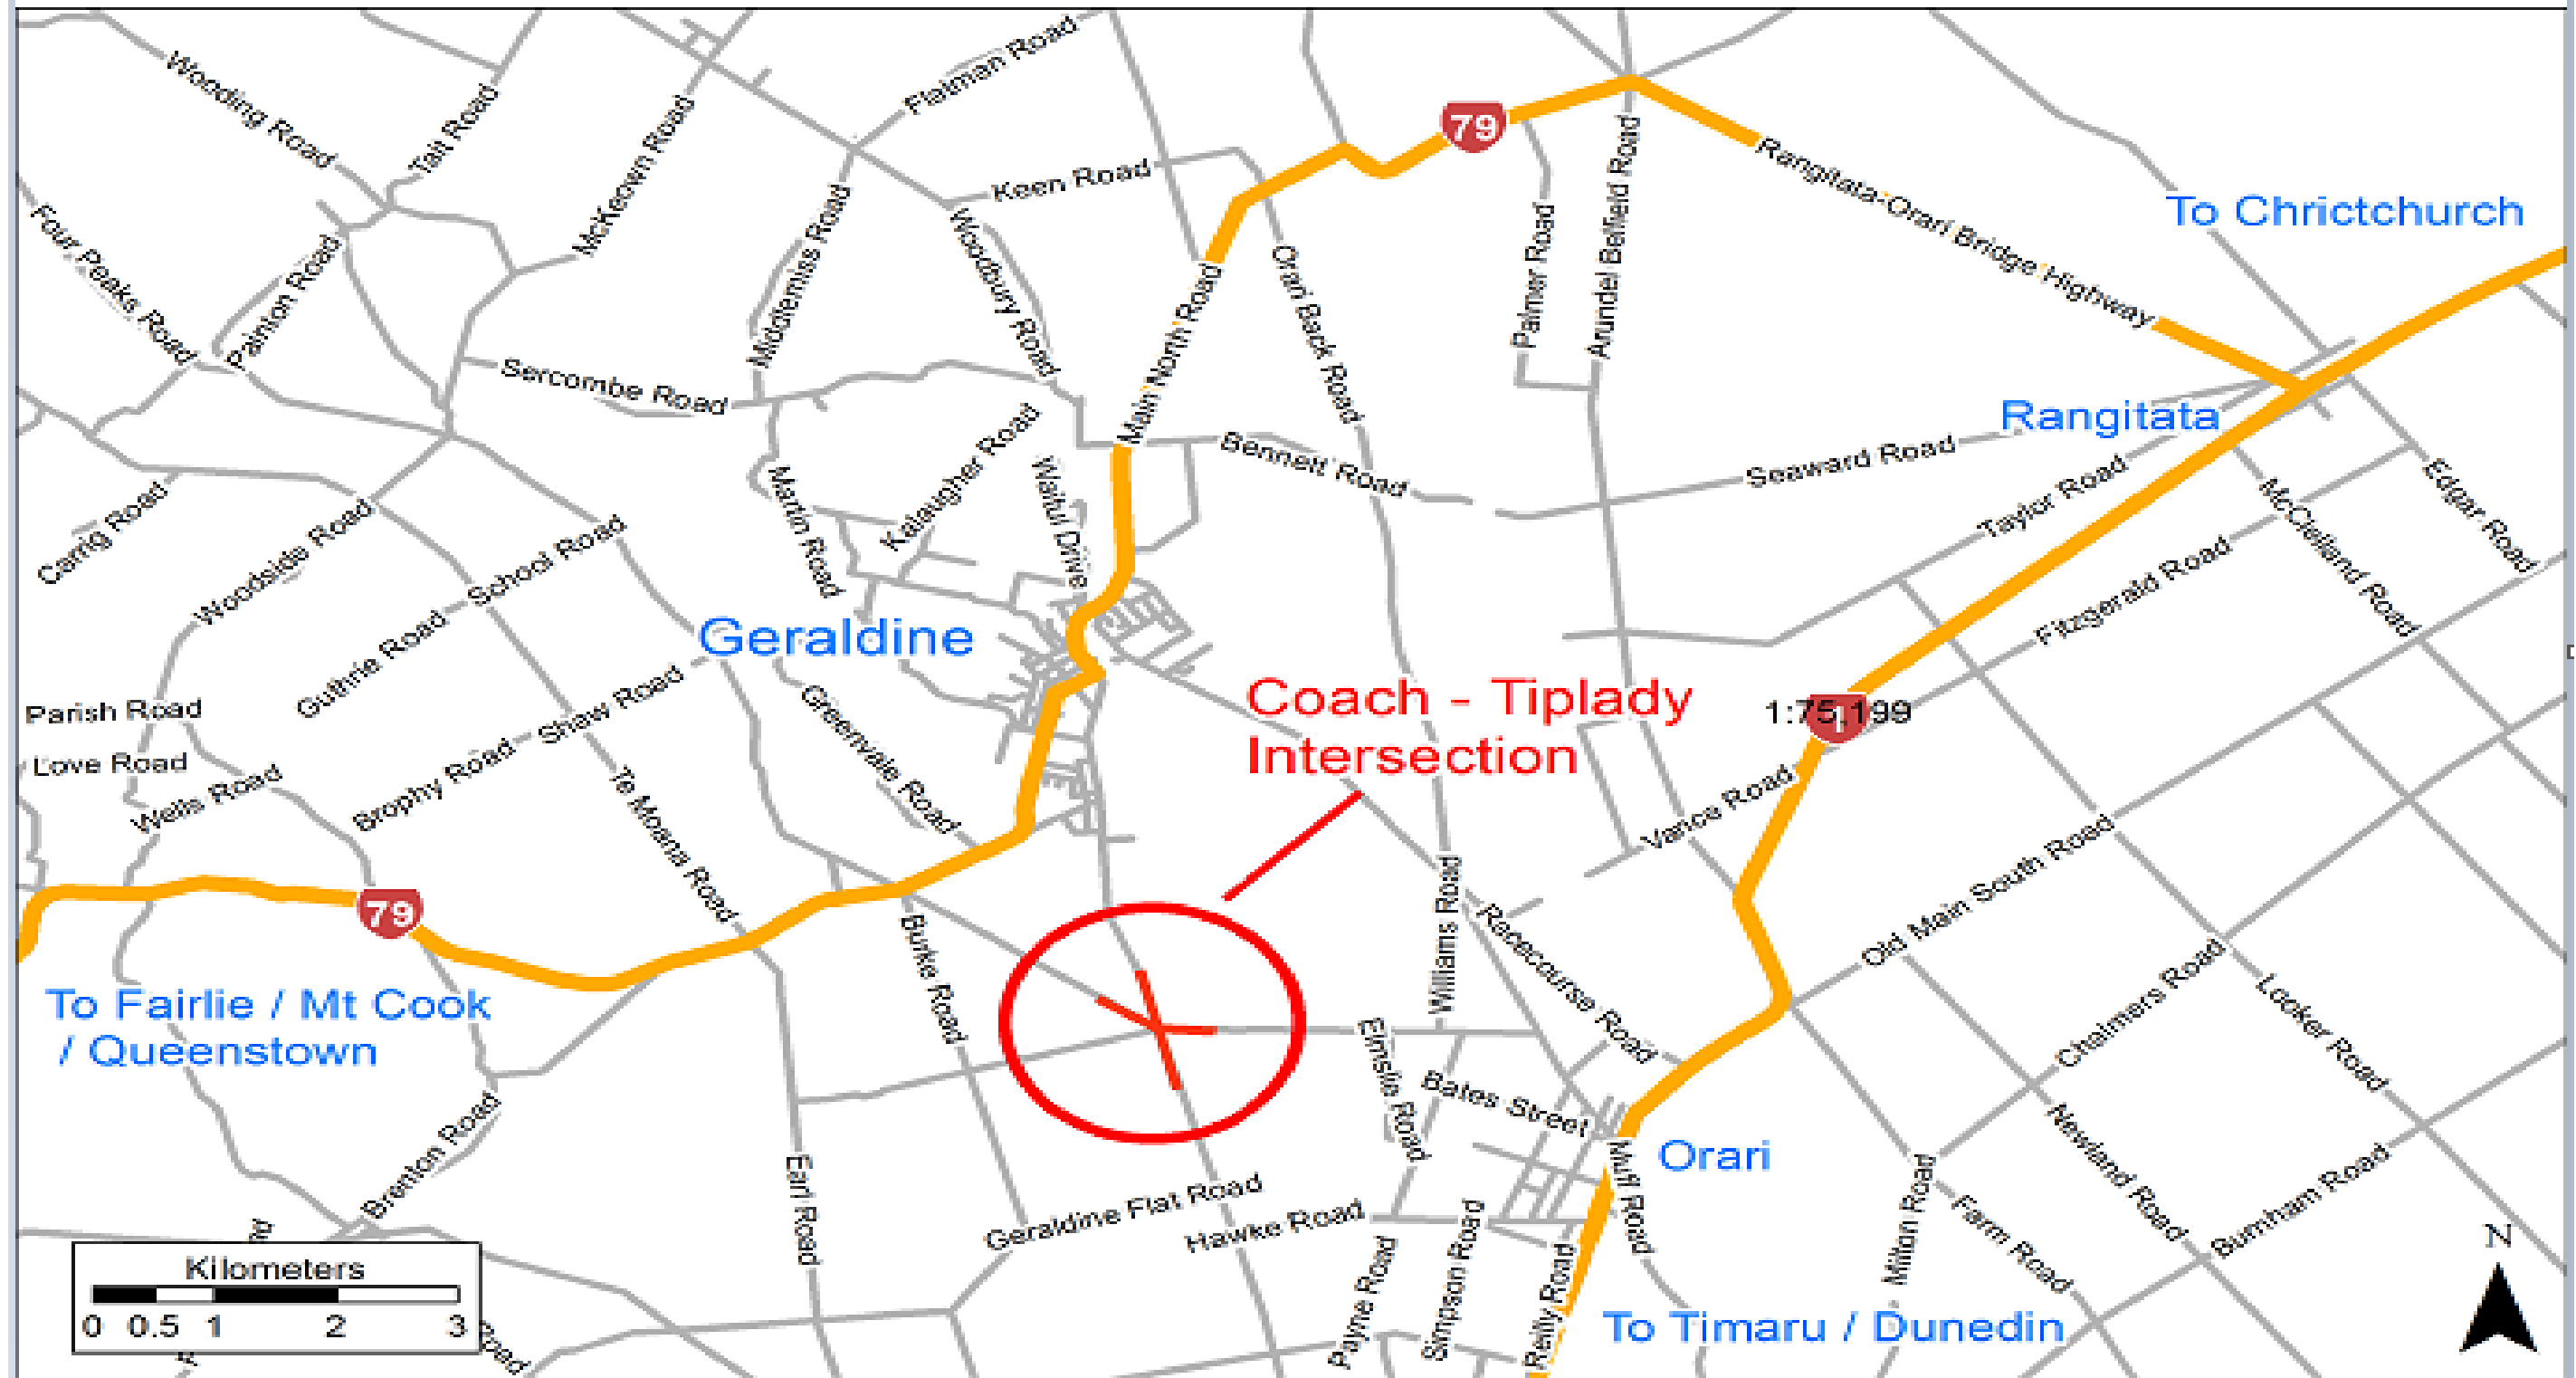 Wooding Road
Tait Road
McKeown Road
Flatman Road
79
Keen Road
Rangitata-Orari Bridge Highway
To Chrictchurch
Four Peaks Road
Painton Road
Middlemiss Road
Woodbury Road
Main North Road
Orari Back Road
Palmer Road
Arundel Belfield Road
Sercombe Road
Rangitata
Kalaugher Road
Bennett Road
Seaward Road
Taylor Road
Edgar Road
Carrig Road
Woodside Road
School Road
Martin Road
Waitui Drive
McClelland Road
Fitzgerald Road
Guthrie Road
Geraldine
Parish Road
Shaw Road
Greenvale Road
Coach - Tiplady
Intersection
1:75,199
1
Love Road
Wells Road
Brophy Road
Te Moana Road
Vance Road
Old Main South Road
79
Burke Road
Williams Road
Racecourse Road
Chalmers Road
Looker Road
To Fairlie / Mt Cook
/ Queenstown
Elmslie Road
Bates Street
Newland Road
Brenton Road
Earl Road
Geraldine Flat Road
Hawke Road
Orari
Muff Road
Milton Road
Farm Road
Burnham Road
N
Kilometers
0 0.5 1 2 3
Road
Payne Road
Simpson Road
Reilly Road
To Timaru / Dunedin